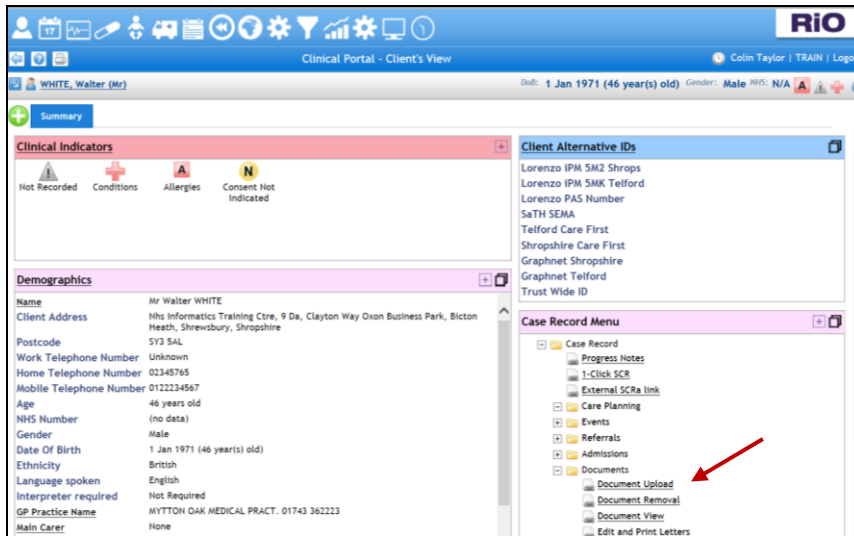 17
RiO
Clinical Portal - Client's View
Colin Taylor | TRAIN | Logo
WHITE, Walter (Mr)
DoB: 1 Jan 1971 (46 year(s) old) Gender: Male NHS: N/A A
Summary
Clinical Indicators
A
N
Not Recorded Conditions Allergies Consent Not
Indicated
Demographics
Name Mr Walter WHITE
Client Address Nhs Informatics Training Ctre, 9 Da, Clayton Way Oxon Business Park, Bicton
Heath, Shrewsbury, Shropshire
Postcode SY3 5AL
Work Telephone Number Unknown
Home Telephone Number 02345765
Mobile Telephone Number 0122234567
Age 46 years old
NHS Number (no data)
Gender Male
Date Of Birth 1 Jan 1971 (46 year(s) old)
Ethnicity British
Language spoken English
Interpreter required Not Required
GP Practice Name MYTTON OAK MEDICAL PRACT. 01743 362223
Main Carer None
Client Alternative IDs
Lorenzo iPM 5M2 Shrops
Lorenzo iPM 5MK Telford
Lorenzo PAS Number
SaTH SEMA
Telford Care First
Shropshire Care First
Graphnet Shropshire
Graphnet Telford
Trust Wide ID
Case Record Menu
Case Record
Progress Notes
1-Click SCR
External SCRa link
Care Planning
Events
Referrals
Admissions
Documents
Document Upload
Document Removal
Document View
Edit and Print Letters